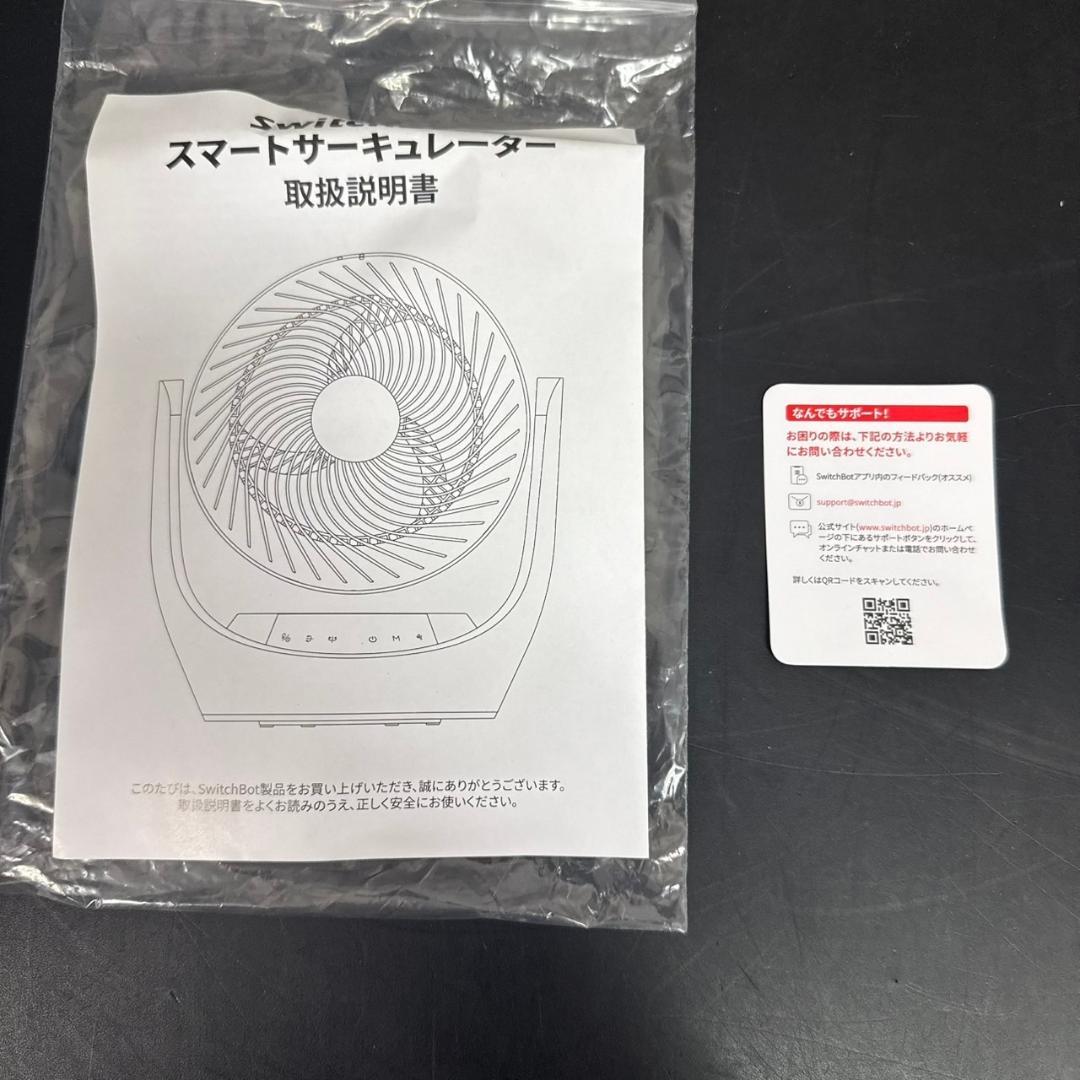 スマートサーキュレーター
取扱説明書
M
このたびは、SwitchBot製品をお買い上げいただき、誠にありがとうございます。
取扱説明書をよくお読みのうえ、正しく安全にお使いください。
なんでもサポート!
お困りの際は、下記の方法よりお気軽
にお問い合わせください。
SwitchBotアプリ内のフィードバック(オススメ)
support@switchbot.jp
公式サイト(www.switchbot.jp)のホームペ
ージの下にあるサポートボタンをクリックして、
オンラインチャットまたは電話でお問い合わせ
ください。
詳しくはQRコードをスキャンしてください。